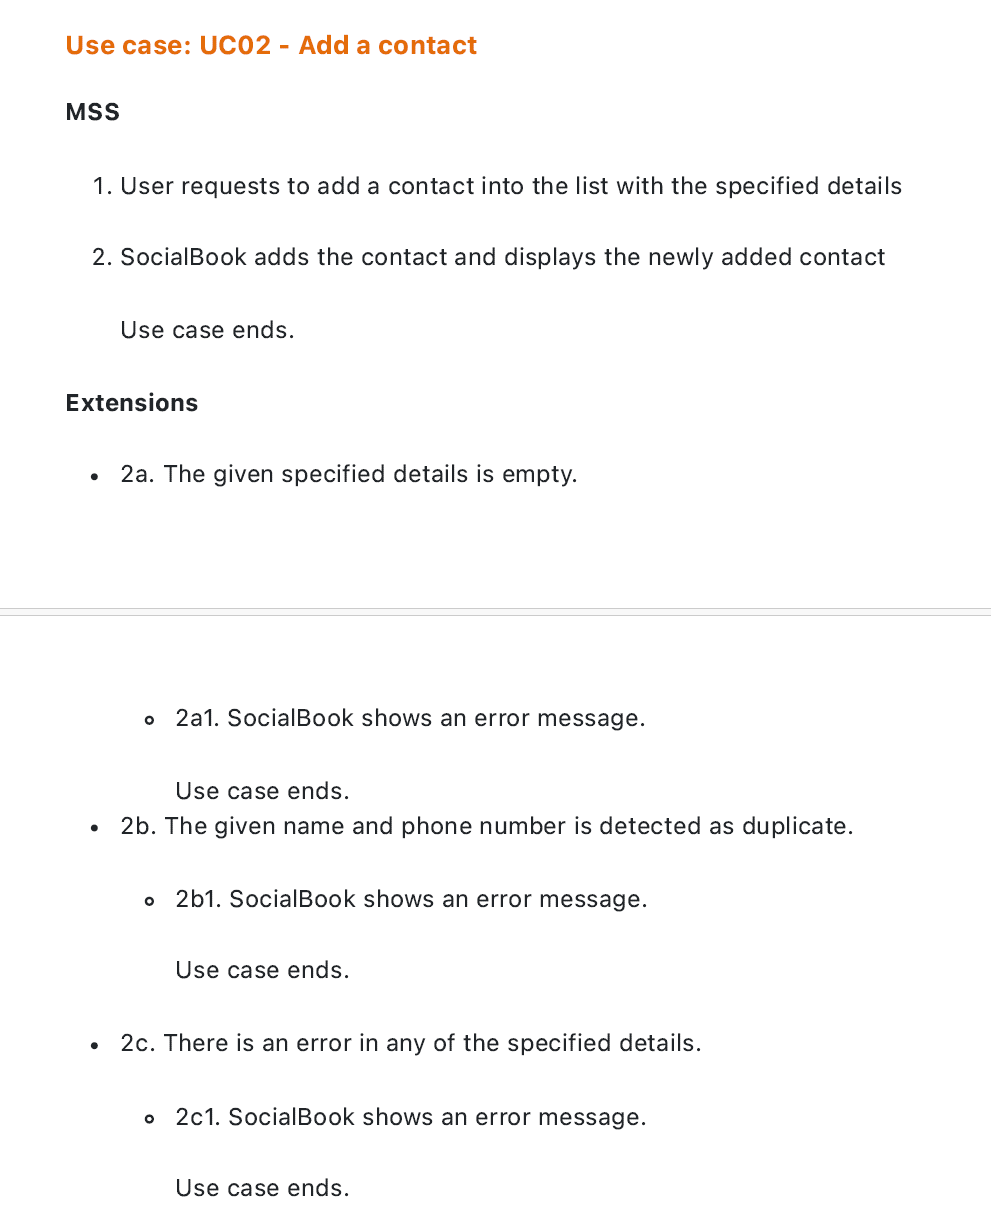 Use case: UC02 - Add a contact
MSS
1. User requests to add a contact into the list with the specified details
2. SocialBook adds the contact and displays the newly added contact
Use case ends.
Extensions
• 2a. The given specified details is empty.
◦ 2a1. SocialBook shows an error message.
Use case ends.
• 2b. The given name and phone number is detected as duplicate.
◦ 2b1. SocialBook shows an error message.
Use case ends.
• 2c. There is an error in any of the specified details.
◦ 2c1. SocialBook shows an error message.
Use case ends.